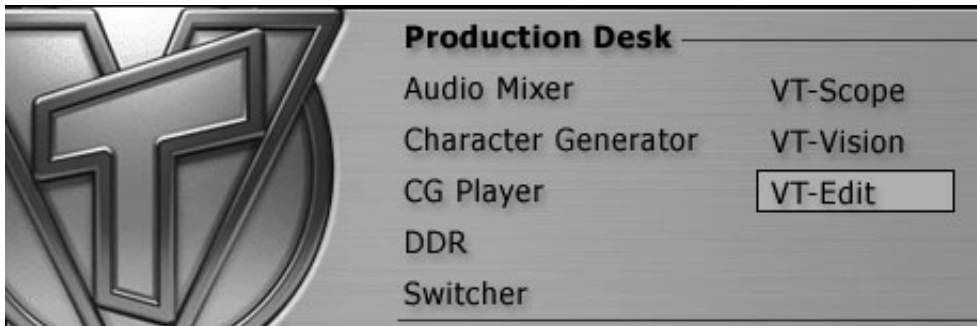 Production Desk
Audio Mixer
Character Generator
CG Player
DDR
Switcher
VT-Scope
VT-Vision
VT-Edit